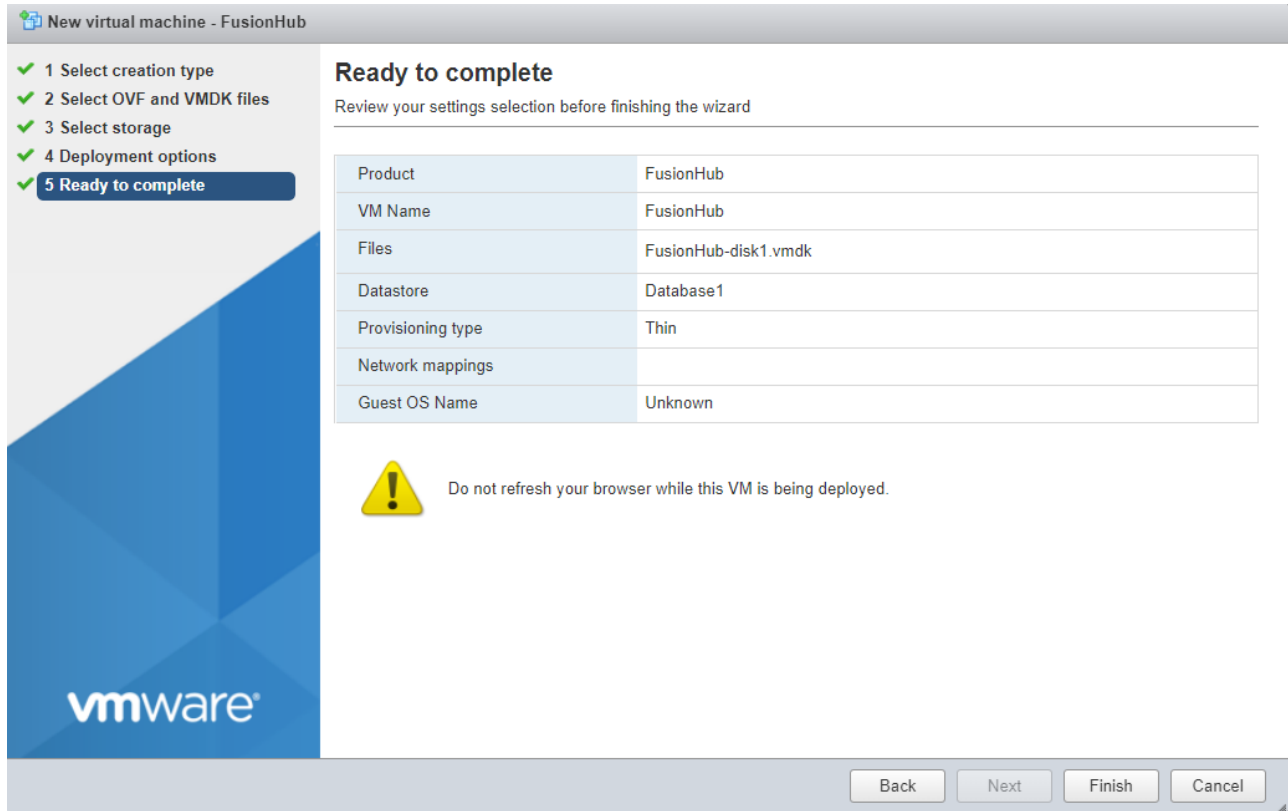 New virtual machine - FusionHub
1 Select creation type
2 Select OVF and VMDK files
3 Select storage
4 Deployment options
5 Ready to complete
vmware®
Ready to complete
Review your settings selection before finishing the wizard
Product FusionHub
VM Name FusionHub
Files FusionHub-disk1.vmdk
Datastore Database1
Provisioning type Thin
Network mappings
Guest OS Name Unknown
Do not refresh your browser while this VM is being deployed.
Back Next Finish Cancel